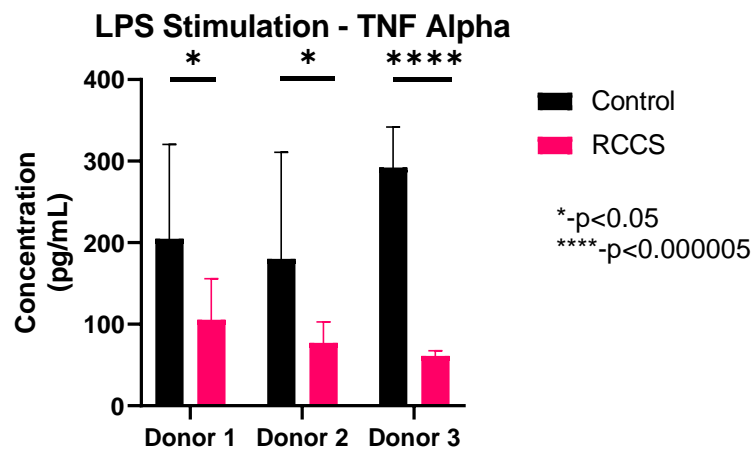 LPS Stimulation - TNF Alpha
* * ****
400
300
200
100
0
Concentration
(pg/mL)
Donor 1 Donor 2 Donor 3
Control
RCCS
*-p<0.05
****-p<0.000005